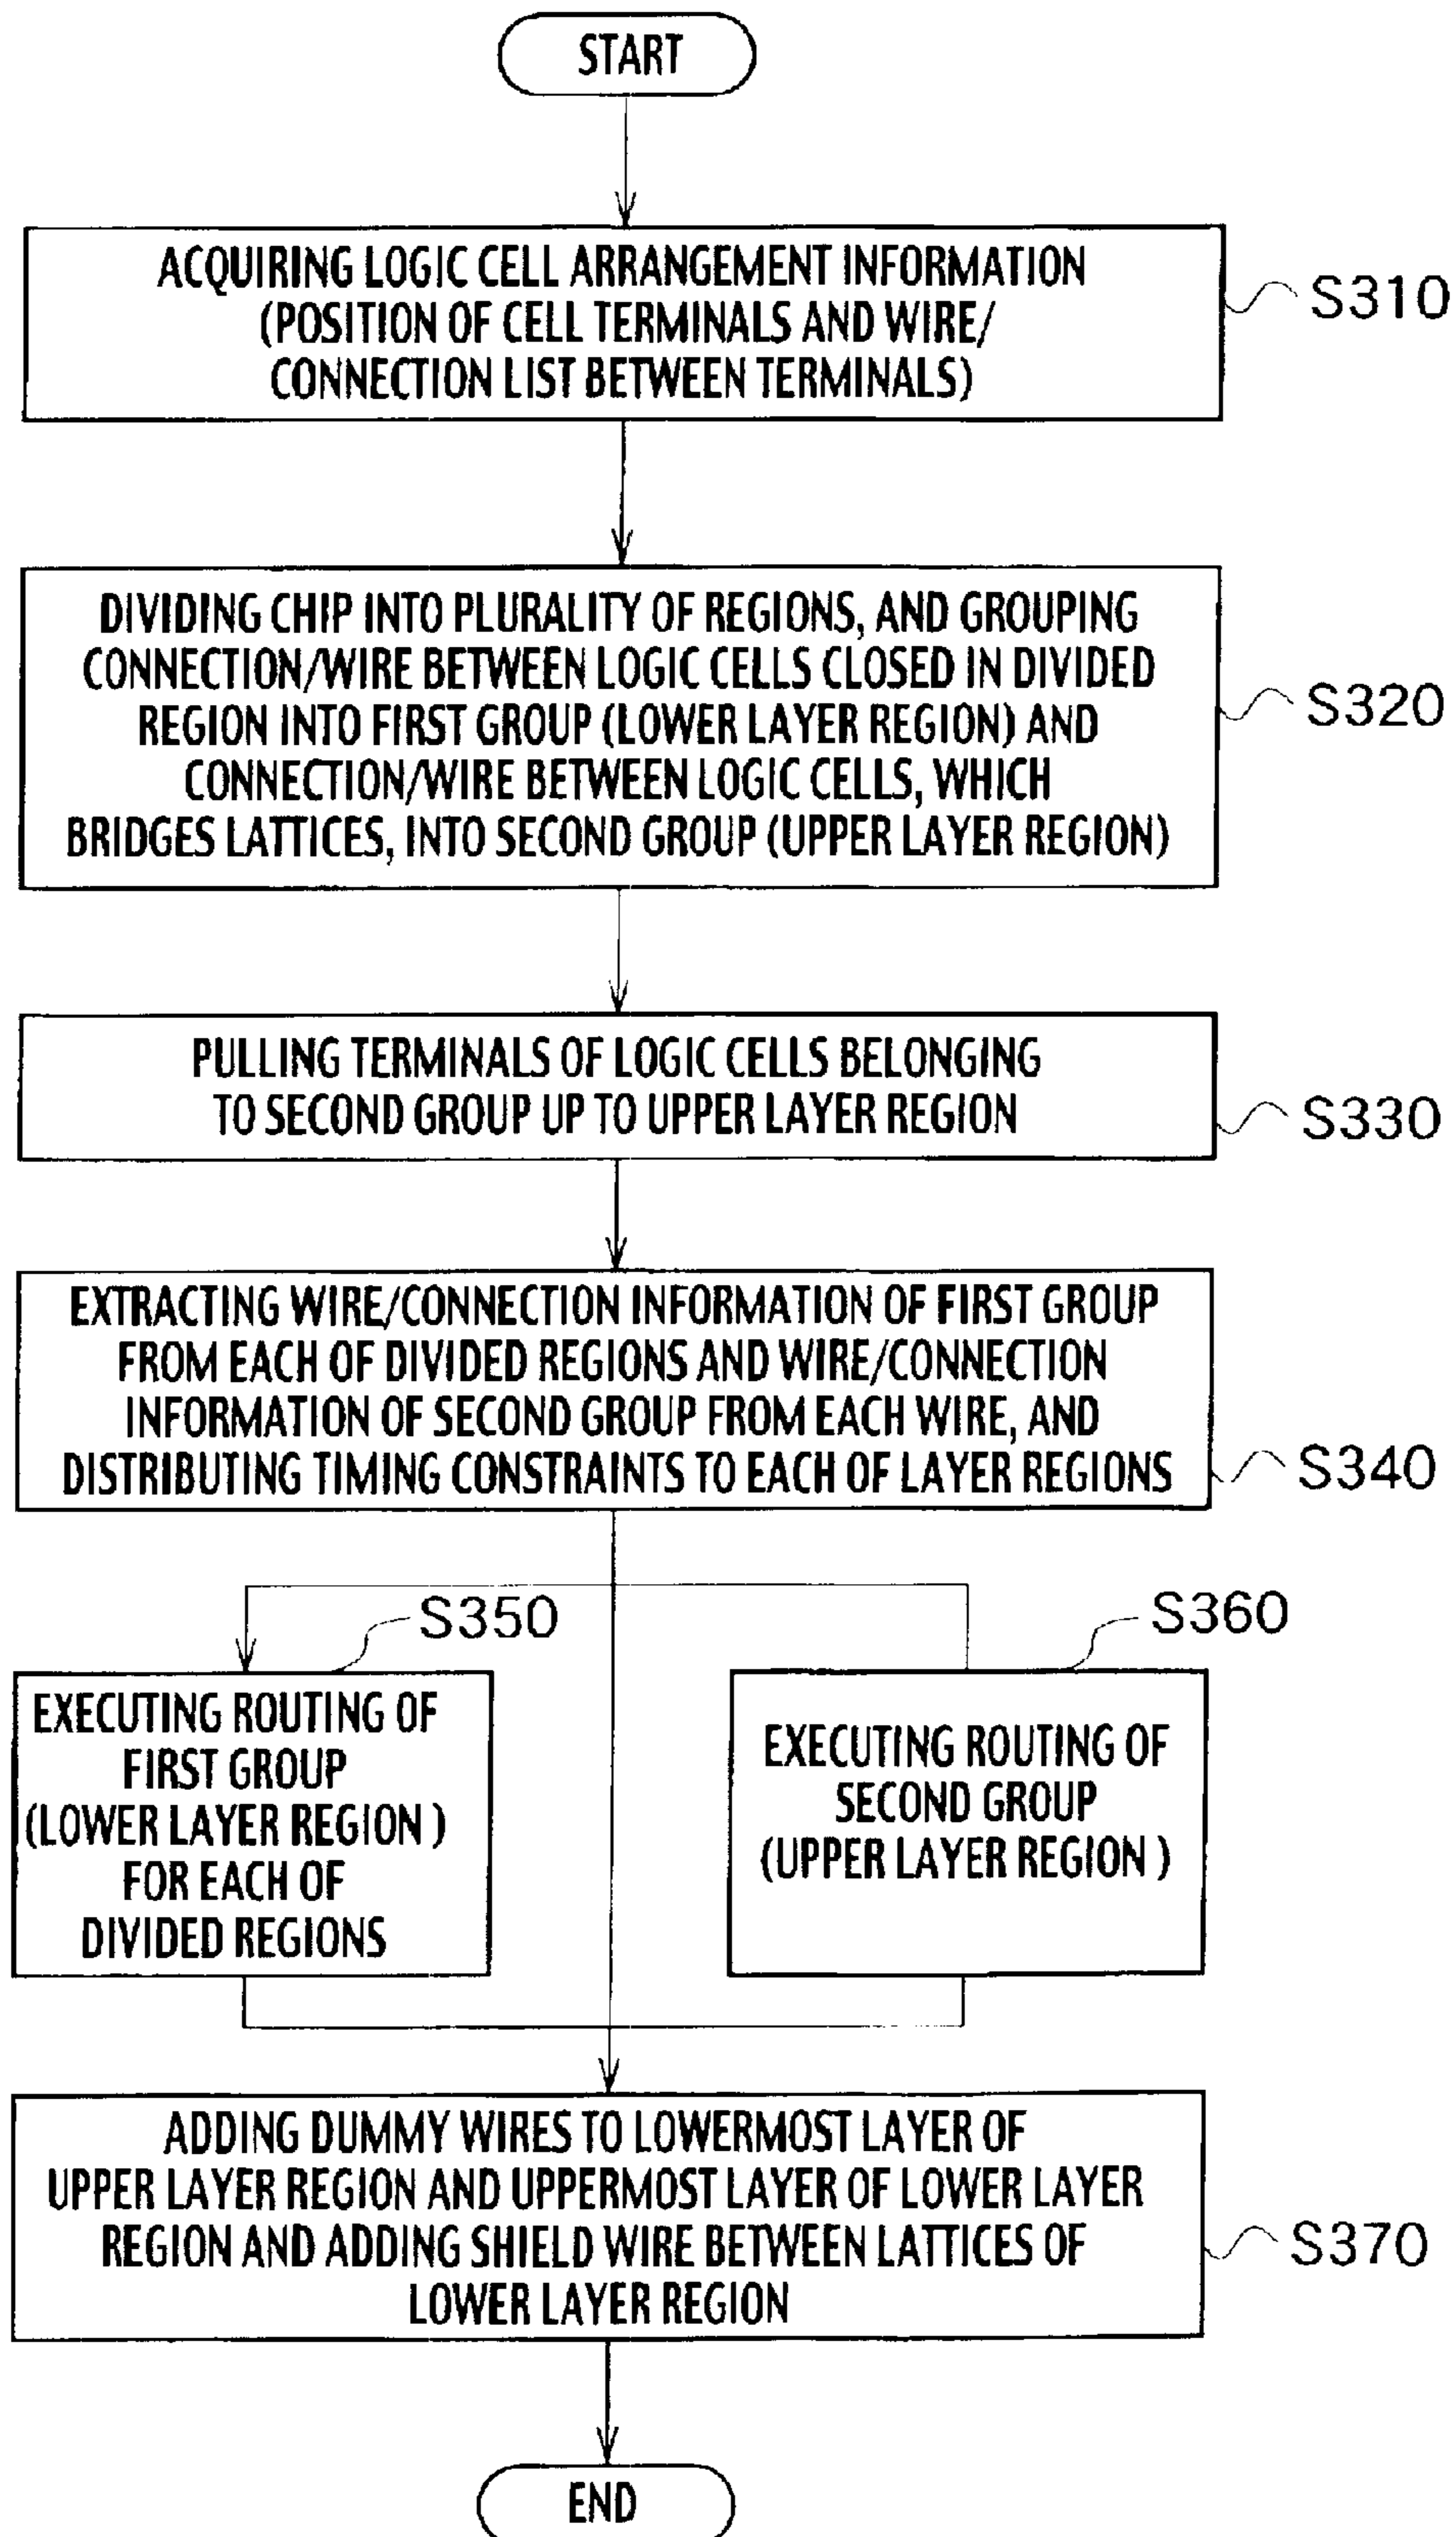 START
ACQUIRING LOGIC CELL ARRANGEMENT INFORMATION
(POSITION OF CELL TERMINALS AND WIRE/
CONNECTION LIST BETWEEN TERMINALS)
S310
DIVIDING CHIP INTO PLURALITY OF REGIONS, AND GROUPING
CONNECTION/WIRE BETWEEN LOGIC CELLS CLOSED IN DIVIDED
REGION INTO FIRST GROUP (LOWER LAYER REGION) AND
CONNECTION/WIRE BETWEEN LOGIC CELLS, WHICH
BRIDGES LATTICES, INTO SECOND GROUP (UPPER LAYER REGION)
S320
PULLING TERMINALS OF LOGIC CELLS BELONGING
TO SECOND GROUP UP TO UPPER LAYER REGION
S330
EXTRACTING WIRE/CONNECTION INFORMATION OF FIRST GROUP
FROM EACH OF DIVIDED REGIONS AND WIRE/CONNECTION
INFORMATION OF SECOND GROUP FROM EACH WIRE, AND
DISTRIBUTING TIMING CONSTRAINTS TO EACH OF LAYER REGIONS
S340
S350
EXECUTING ROUTING OF
FIRST GROUP
(LOWER LAYER REGION )
FOR EACH OF
DIVIDED REGIONS
S360
EXECUTING ROUTING OF
SECOND GROUP
(UPPER LAYER REGION )
ADDING DUMMY WIRES TO LOWERMOST LAYER OF
UPPER LAYER REGION AND UPPERMOST LAYER OF LOWER LAYER
REGION AND ADDING SHIELD WIRE BETWEEN LATTICES OF
LOWER LAYER REGION
S370
END